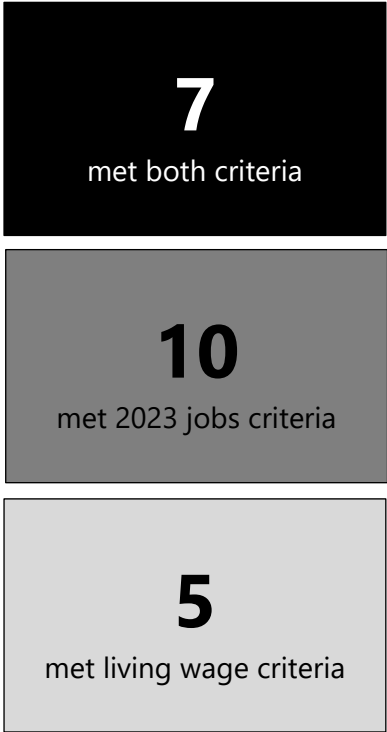 7
met both criteria
10
met 2023 jobs criteria
5
met living wage criteria